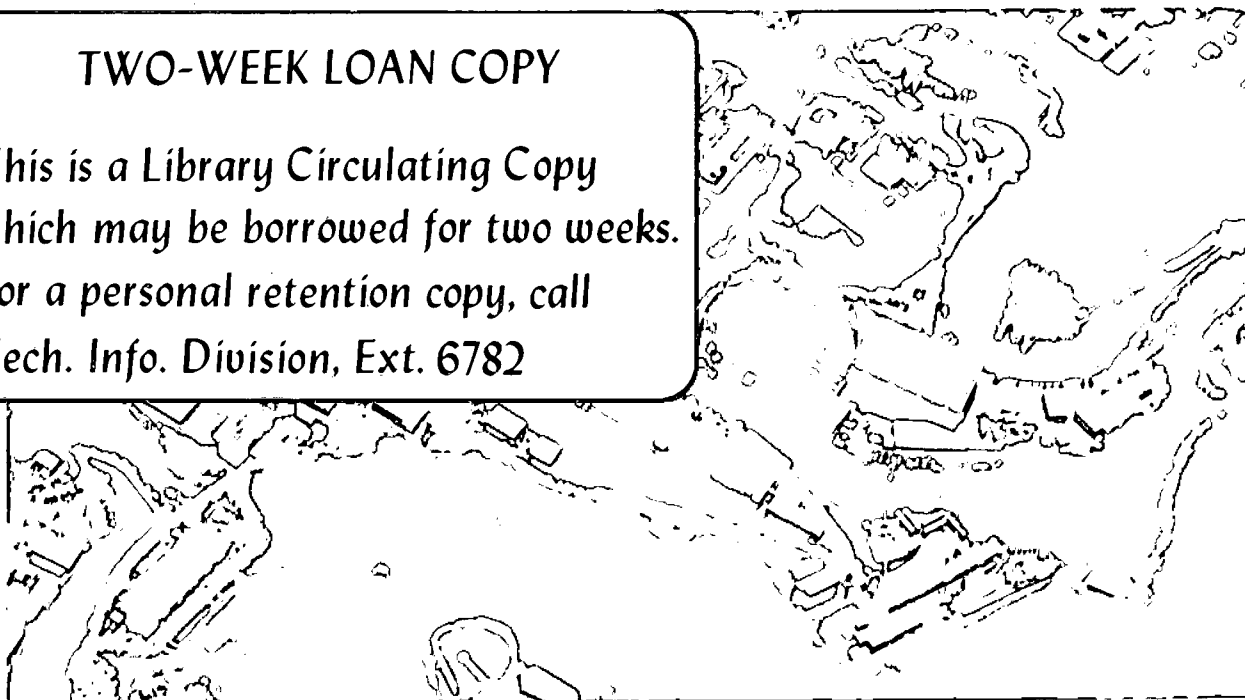 TWO-WEEK LOAN COPY
his is a Library Circulating Copy
hich may be borrowed for two weeks.
or a personal retention copy, call
ech. Info. Division, Ext. 6782